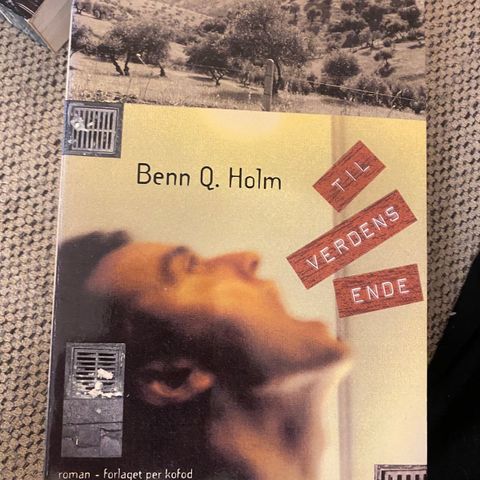 Benn Q. Holm
TIL
VERDENS
ENDE
roman - forlaget per kofod